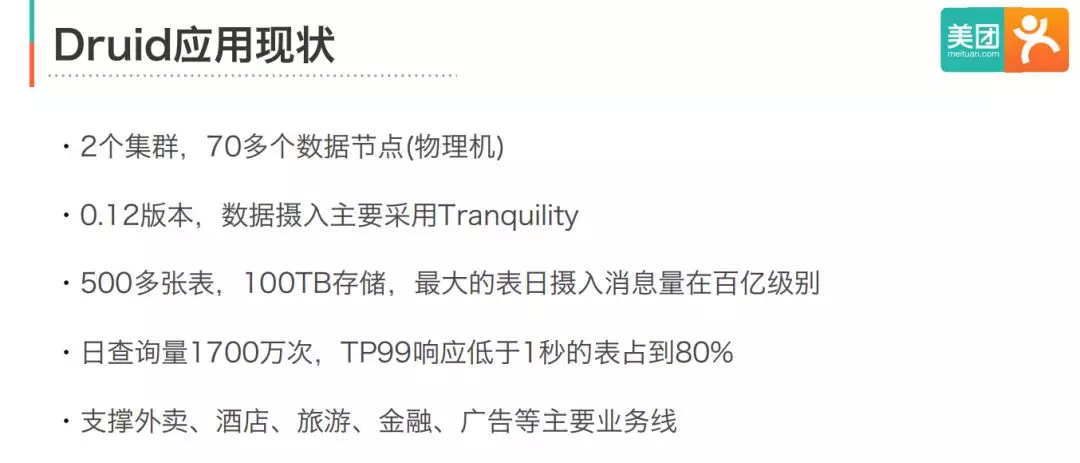 Druid应用现状
美团
meituan.com
· 2个集群，70多个数据节点(物理机)
· 0.12版本，数据摄入主要采用Tranquility
· 500多张表，100TB存储，最大的表日摄入消息量在百亿级别
· 日查询量1700万次，TP99响应低于1秒的表占到80%
· 支撑外卖、酒店、旅游、金融、广告等主要业务线